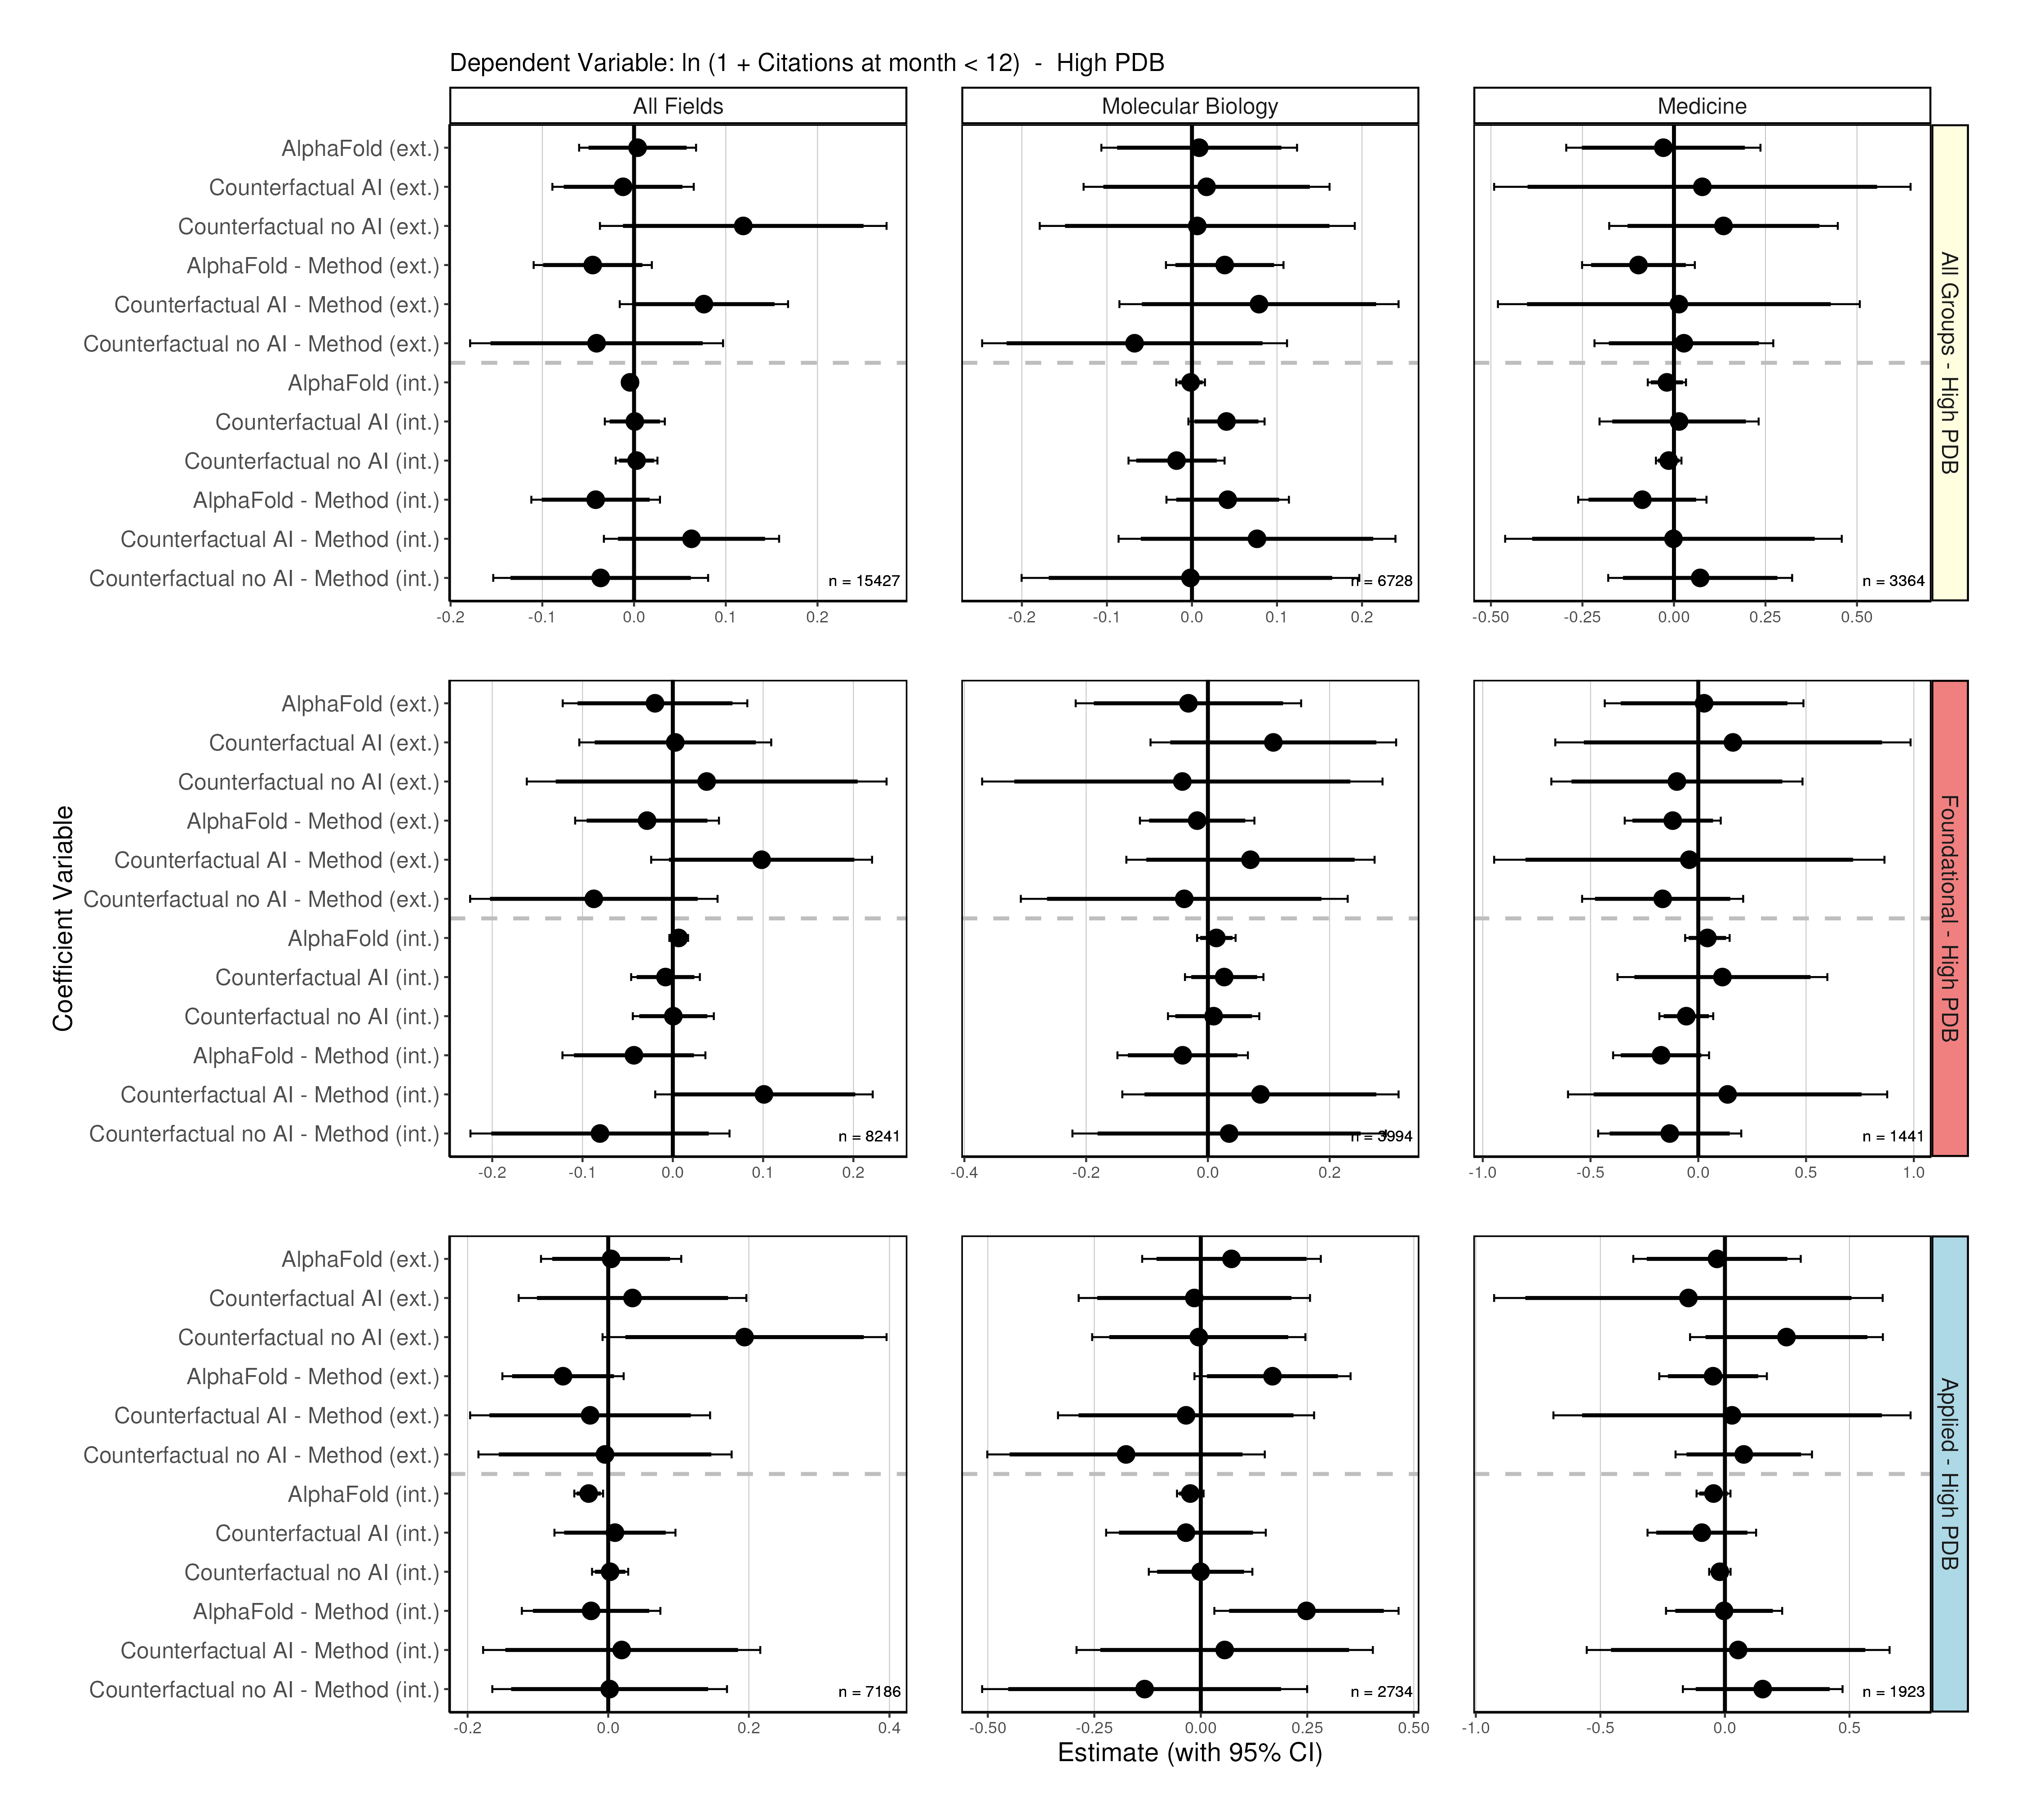 Dependent Variable: ln (1 + Citations at month < 12)  -  High PDB
All Fields
Molecular Biology
Medicine
AlphaFold (ext.)
Counterfactual AI (ext.)
Counterfactual no AI (ext.)
AlphaFold - Method (ext.)
Counterfactual AI - Method (ext.)
Counterfactual no AI - Method (ext.)
AlphaFold (int.)
Counterfactual AI (int.)
Counterfactual no AI (int.)
AlphaFold - Method (int.)
Counterfactual AI - Method (int.)
Counterfactual no AI - Method (int.)
n = 15427
n = 6728
n = 3364
All Groups - High PDB
-0.2 -0.1 0.0 0.1 0.2
-0.2 -0.1 0.0 0.1 0.2
-0.50 -0.25 0.00 0.25 0.50
Coefficient Variable
AlphaFold (ext.)
Counterfactual AI (ext.)
Counterfactual no AI (ext.)
AlphaFold - Method (ext.)
Counterfactual AI - Method (ext.)
Counterfactual no AI - Method (ext.)
AlphaFold (int.)
Counterfactual AI (int.)
Counterfactual no AI (int.)
AlphaFold - Method (int.)
Counterfactual AI - Method (int.)
Counterfactual no AI - Method (int.)
n = 8241
n = 3994
n = 1441
Foundational - High PDB
-0.2 -0.1 0.0 0.1 0.2
-0.4 -0.2 0.0 0.2
-1.0 -0.5 0.0 0.5 1.0
AlphaFold (ext.)
Counterfactual AI (ext.)
Counterfactual no AI (ext.)
AlphaFold - Method (ext.)
Counterfactual AI - Method (ext.)
Counterfactual no AI - Method (ext.)
AlphaFold (int.)
Counterfactual AI (int.)
Counterfactual no AI (int.)
AlphaFold - Method (int.)
Counterfactual AI - Method (int.)
Counterfactual no AI - Method (int.)
n = 7186
n = 2734
n = 1923
Applied - High PDB
-0.2 0.0 0.2 0.4
-0.50 -0.25 0.00 0.25 0.50
-1.0 -0.5 0.0 0.5
Estimate (with 95% CI)